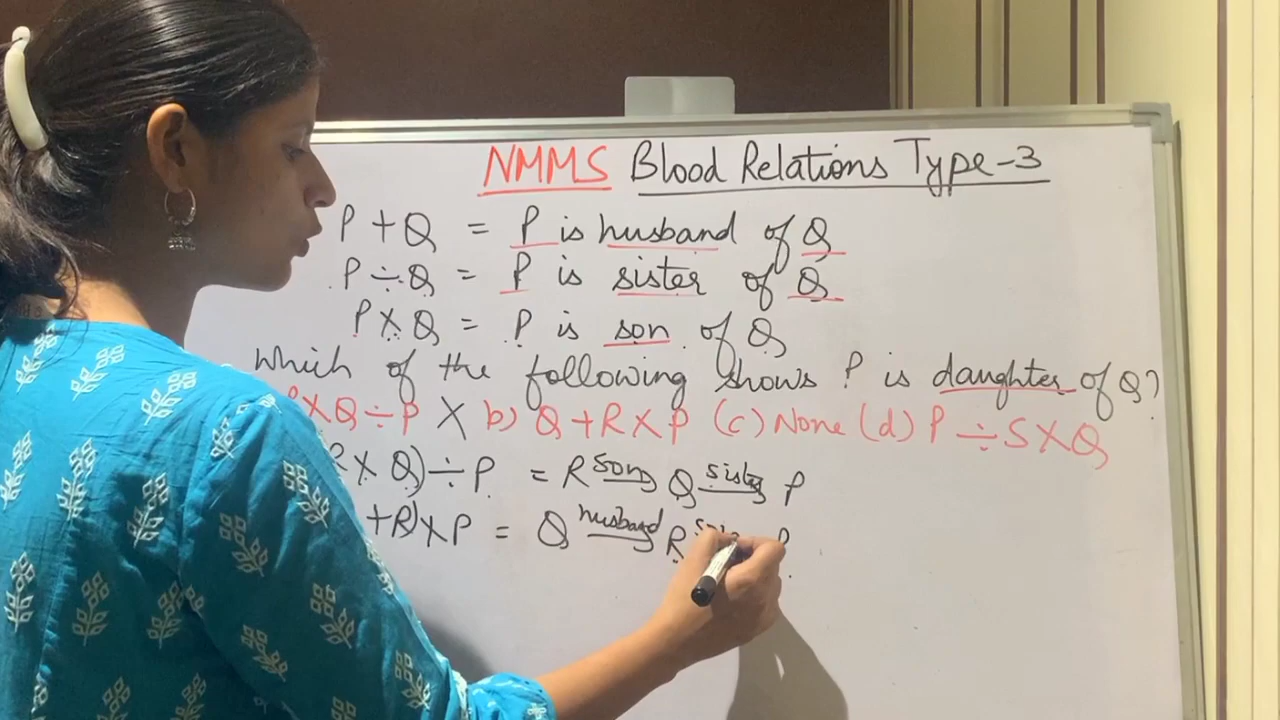 NMMS Blood Relations Type-3
P + Q = P is husband of Q
P ÷ Q = P is sister of Q
P X Q = P is son of Q
Which of the following shows P is daughter of Q?
X Q ÷ P X b) Q + R X P (c) None (d) P ÷ S X Q
X Q) ÷ P = R son Q sister P
+ R) X P = Q husband R P